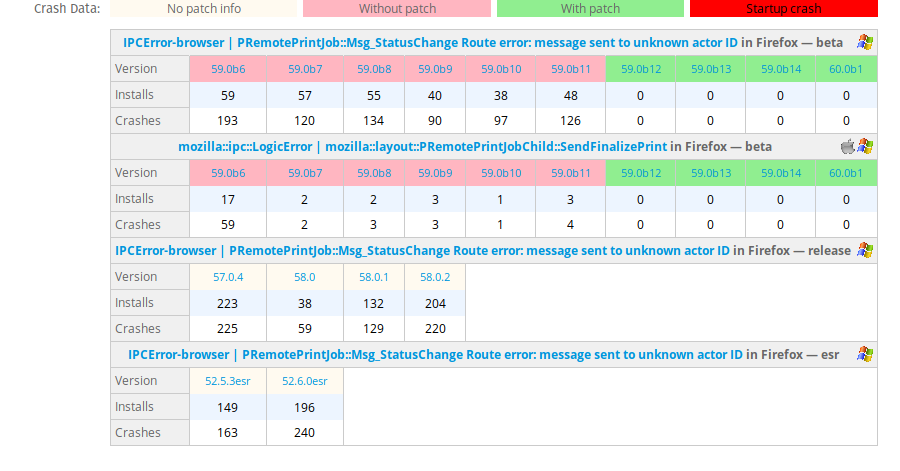 Crash Data: No patch info Without patch With patch Startup crash
IPCError-browser | PRemotePrintJob::Msg_StatusChange Route error: message sent to unknown actor ID in Firefox — beta
Version 59.0b6 59.0b7 59.0b8 59.0b9 59.0b10 59.0b11 59.0b12 59.0b13 59.0b14 60.0b1
Installs 59 57 55 40 38 48 0 0 0 0
Crashes 193 120 134 90 97 126 0 0 0 0
mozilla::ipc::LogicError | mozilla::layout::PRemotePrintJobChild::SendFinalizePrint in Firefox — beta
Version 59.0b6 59.0b7 59.0b8 59.0b9 59.0b10 59.0b11 59.0b12 59.0b13 59.0b14 60.0b1
Installs 17 2 2 3 1 3 0 0 0 0
Crashes 59 2 3 3 1 4 0 0 0 0
IPCError-browser | PRemotePrintJob::Msg_StatusChange Route error: message sent to unknown actor ID in Firefox — release
Version 57.0.4 58.0 58.0.1 58.0.2
Installs 223 38 132 204
Crashes 225 59 129 220
IPCError-browser | PRemotePrintJob::Msg_StatusChange Route error: message sent to unknown actor ID in Firefox — esr
Version 52.5.3esr 52.6.0esr
Installs 149 196
Crashes 163 240